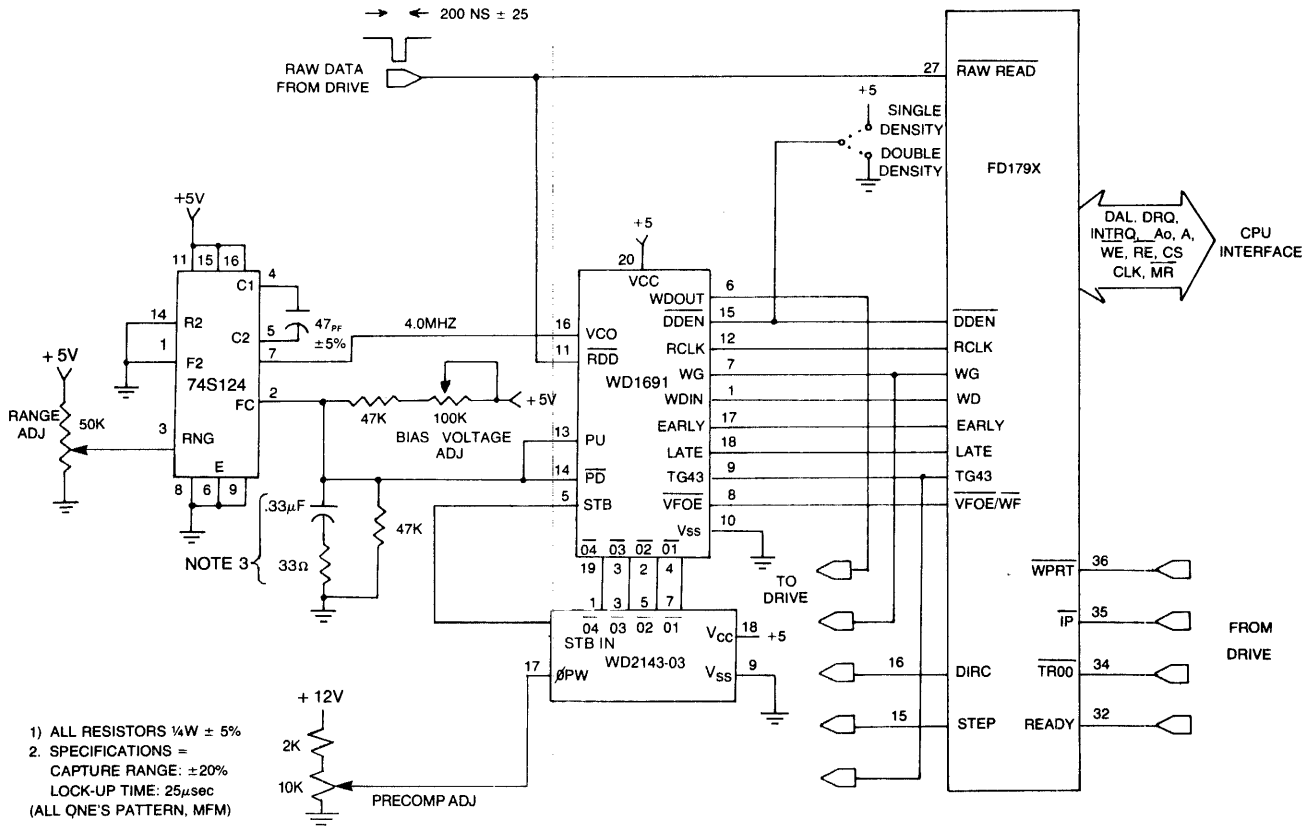 200 NS ± 25
RAW DATA
FROM DRIVE
27
RAW READ
+5
SINGLE
DENSITY
DOUBLE
DENSITY
FD179X
DAL, DRQ,
INTRQ, Ao, A,
WE, RE, CS
CLK, MR
CPU
INTERFACE
+5V
11
15
16
4
C1
47PF
±5%
5
C2
14
R2
1
F2
7
4.0MHZ
74S124
2
FC
3
RNG
E
8
6
9
+ 5V
RANGE
ADJ
50K
47K
100K
+ 5V
BIAS VOLTAGE
ADJ
.33µF
33Ω
NOTE 3
47K
+5
20
VCC
WD1691
16
VCO
11
RDD
13
PU
14
PD
5
STB
WDOUT
6
DDEN
15
DDEN
RCLK
12
RCLK
WG
7
WG
WDIN
1
WD
EARLY
17
EARLY
LATE
18
LATE
TG43
9
TG43
VFOE
8
VFOE/WF
VSS
10
04 03 02 01
19 3 2 4
1 3 5 7
04 03 02 01
STB IN
WD2143-03
17
ØPW
VCC
18
+5
VSS
9
TO
DRIVE
16
DIRC
15
STEP
WPRT
36
IP
35
TR00
34
READY
32
FROM
DRIVE
+ 12V
2K
10K
PRECOMP ADJ
1) ALL RESISTORS ¼W ± 5%
2. SPECIFICATIONS =
CAPTURE RANGE: ±20%
LOCK-UP TIME: 25µsec
(ALL ONE'S PATTERN, MFM)